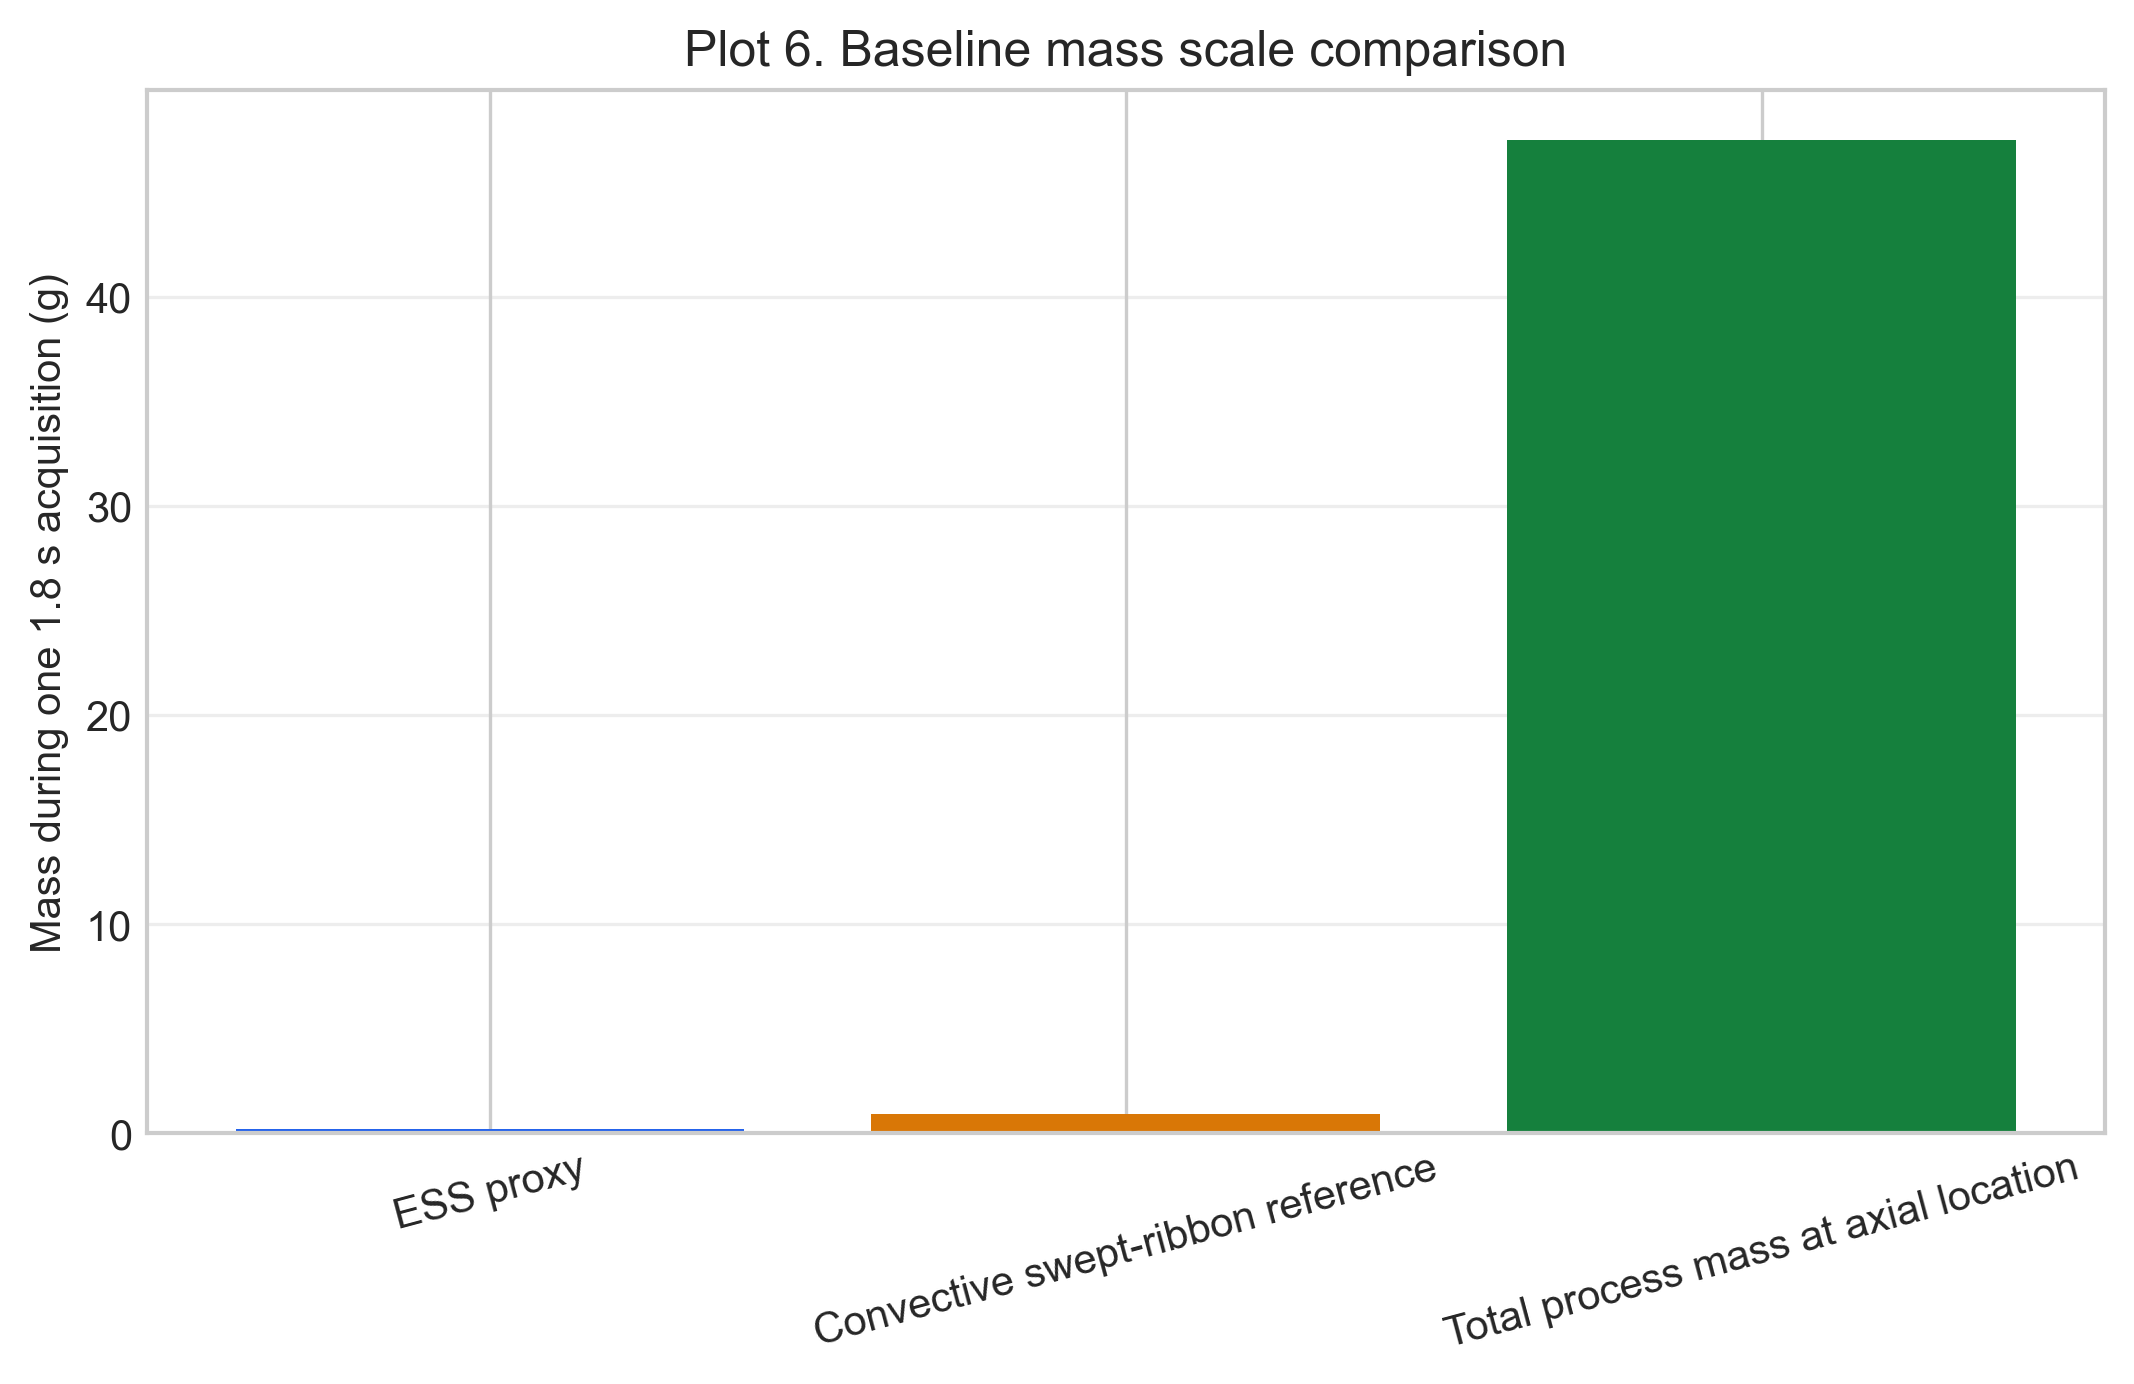 Plot 6. Baseline mass scale comparison
Mass during one 1.8 s acquisition (g)
40
30
20
10
0
ESS proxy
Convective swept-ribbon reference
Total process mass at axial location